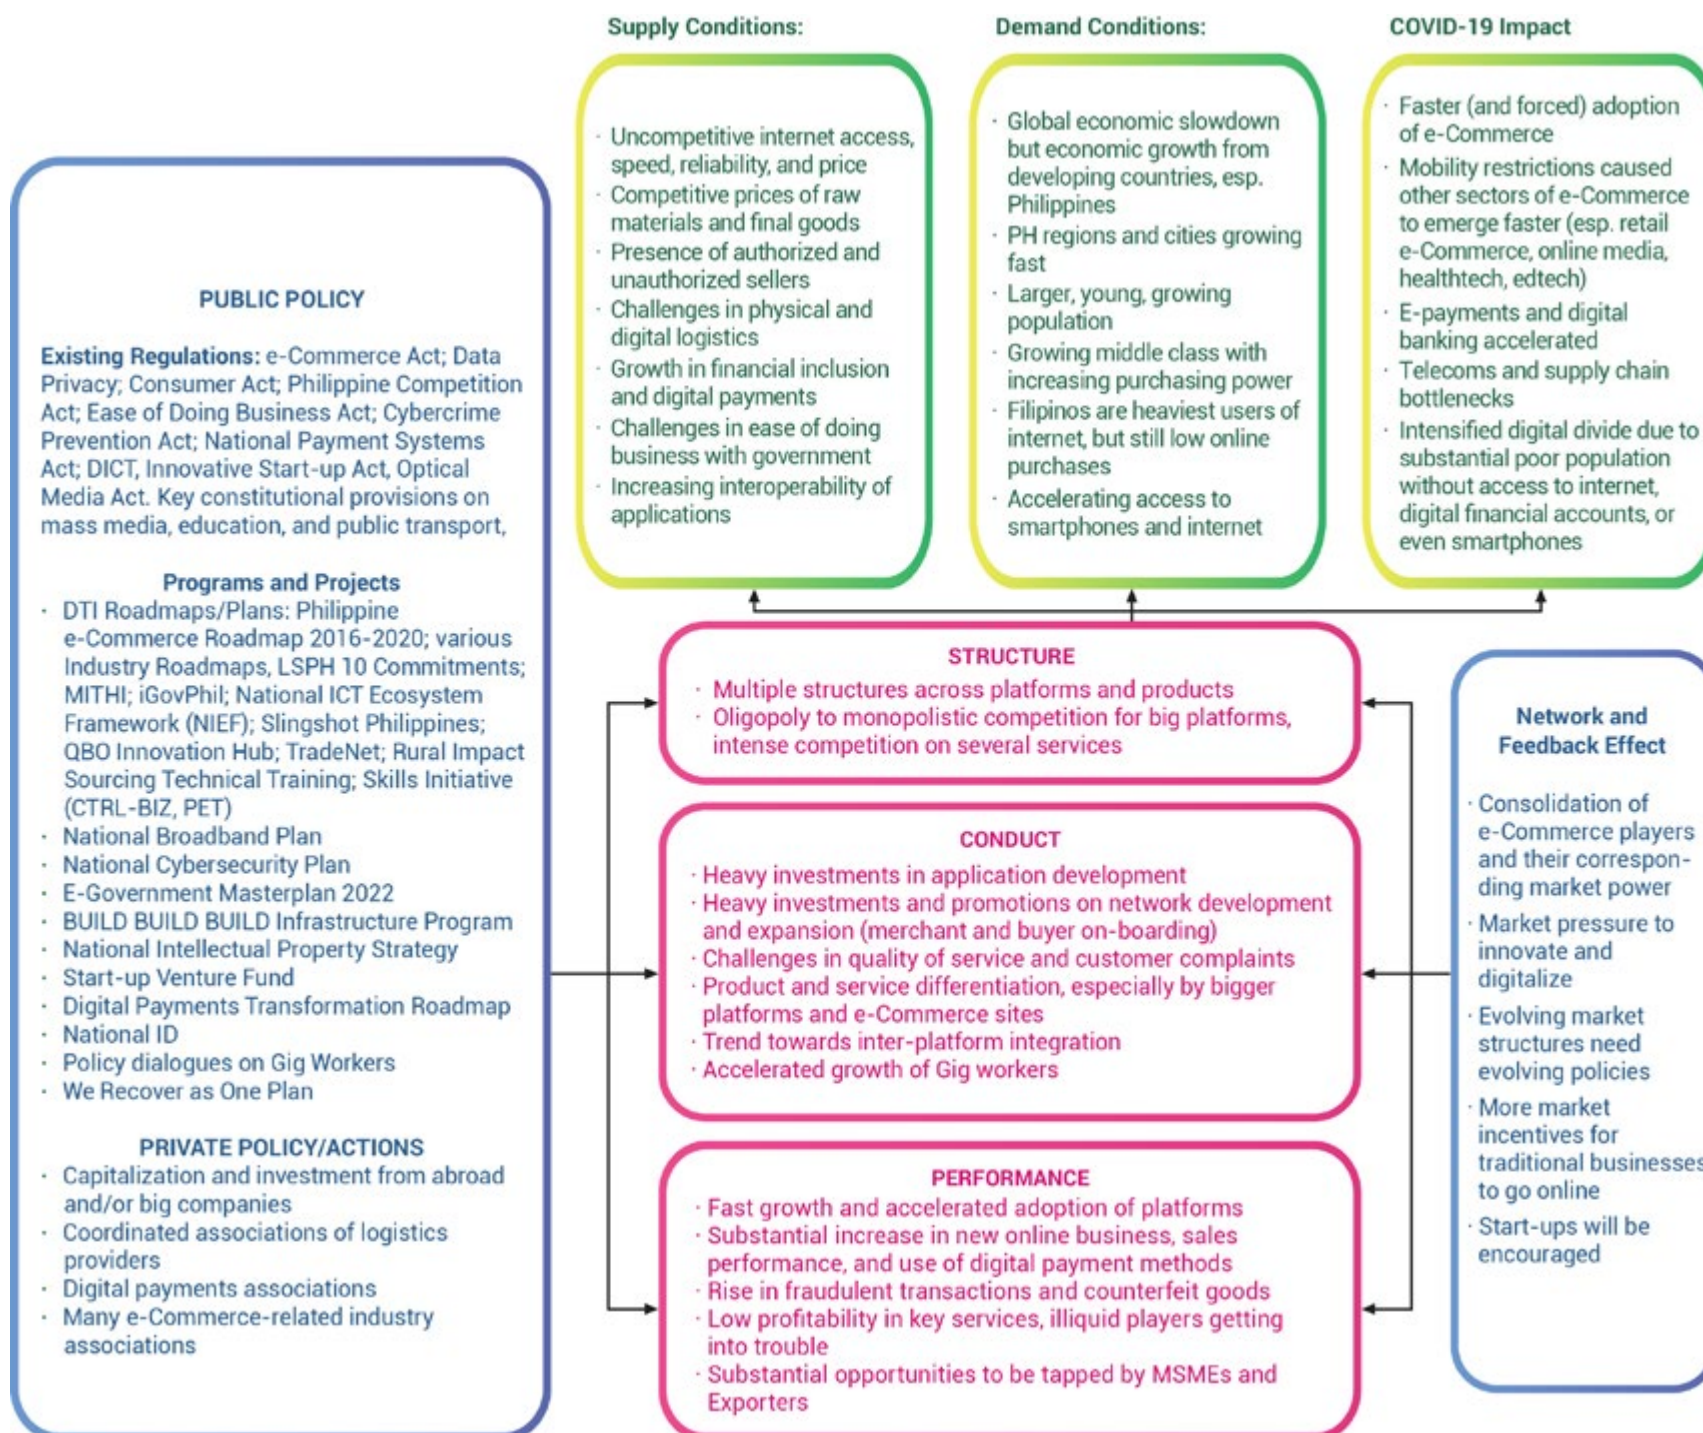 Supply Conditions:
· Uncompetitive internet access,
speed, reliability, and price
· Competitive prices of raw
materials and final goods
· Presence of authorized and
unauthorized sellers
· Challenges in physical and
digital logistics
· Growth in financial inclusion
and digital payments
· Challenges in ease of doing
business with government
· Increasing interoperability of
applications
Demand Conditions:
· Global economic slowdown
but economic growth from
developing countries, esp.
Philippines
· PH regions and cities growing
fast
· Larger, young, growing
population
· Growing middle class with
increasing purchasing power
· Filipinos are heaviest users of
internet, but still low online
purchases
· Accelerating access to
smartphones and internet
COVID-19 Impact
· Faster (and forced) adoption
of e-Commerce
· Mobility restrictions caused
other sectors of e-Commerce
to emerge faster (esp. retail
e-Commerce, online media,
healthtech, edtech)
· E-payments and digital
banking accelerated
· Telecoms and supply chain
bottlenecks
· Intensified digital divide due to
substantial poor population
without access to internet,
digital financial accounts, or
even smartphones
PUBLIC POLICY
Existing Regulations: e-Commerce Act; Data
Privacy; Consumer Act; Philippine Competition
Act; Ease of Doing Business Act; Cybercrime
Prevention Act; National Payment Systems
Act; DICT, Innovative Start-up Act, Optical
Media Act. Key constitutional provisions on
mass media, education, and public transport,
Programs and Projects
· DTI Roadmaps/Plans: Philippine
e-Commerce Roadmap 2016-2020; various
Industry Roadmaps, LSPH 10 Commitments;
MITHI; iGovPhil; National ICT Ecosystem
Framework (NIEF); Slingshot Philippines;
QBO Innovation Hub; TradeNet; Rural Impact
Sourcing Technical Training; Skills Initiative
(CTRL-BIZ, PET)
· National Broadband Plan
· National Cybersecurity Plan
· E-Government Masterplan 2022
· BUILD BUILD BUILD Infrastructure Program
· National Intellectual Property Strategy
· Start-up Venture Fund
· Digital Payments Transformation Roadmap
· National ID
· Policy dialogues on Gig Workers
· We Recover as One Plan
PRIVATE POLICY/ACTIONS
· Capitalization and investment from abroad
and/or big companies
· Coordinated associations of logistics
providers
· Digital payments associations
· Many e-Commerce-related industry
associations
STRUCTURE
· Multiple structures across platforms and products
· Oligopoly to monopolistic competition for big platforms,
intense competition on several services
CONDUCT
· Heavy investments in application development
· Heavy investments and promotions on network development
and expansion (merchant and buyer on-boarding)
· Challenges in quality of service and customer complaints
· Product and service differentiation, especially by bigger
platforms and e-Commerce sites
· Trend towards inter-platform integration
· Accelerated growth of Gig workers
PERFORMANCE
· Fast growth and accelerated adoption of platforms
· Substantial increase in new online business, sales
performance, and use of digital payment methods
· Rise in fraudulent transactions and counterfeit goods
· Low profitability in key services, illiquid players getting
into trouble
· Substantial opportunities to be tapped by MSMEs and
Exporters
Network and
Feedback Effect
· Consolidation of
e-Commerce players
and their correspon-
ding market power
· Market pressure to
innovate and
digitalize
· Evolving market
structures need
evolving policies
· More market
incentives for
traditional businesses
to go online
· Start-ups will be
encouraged